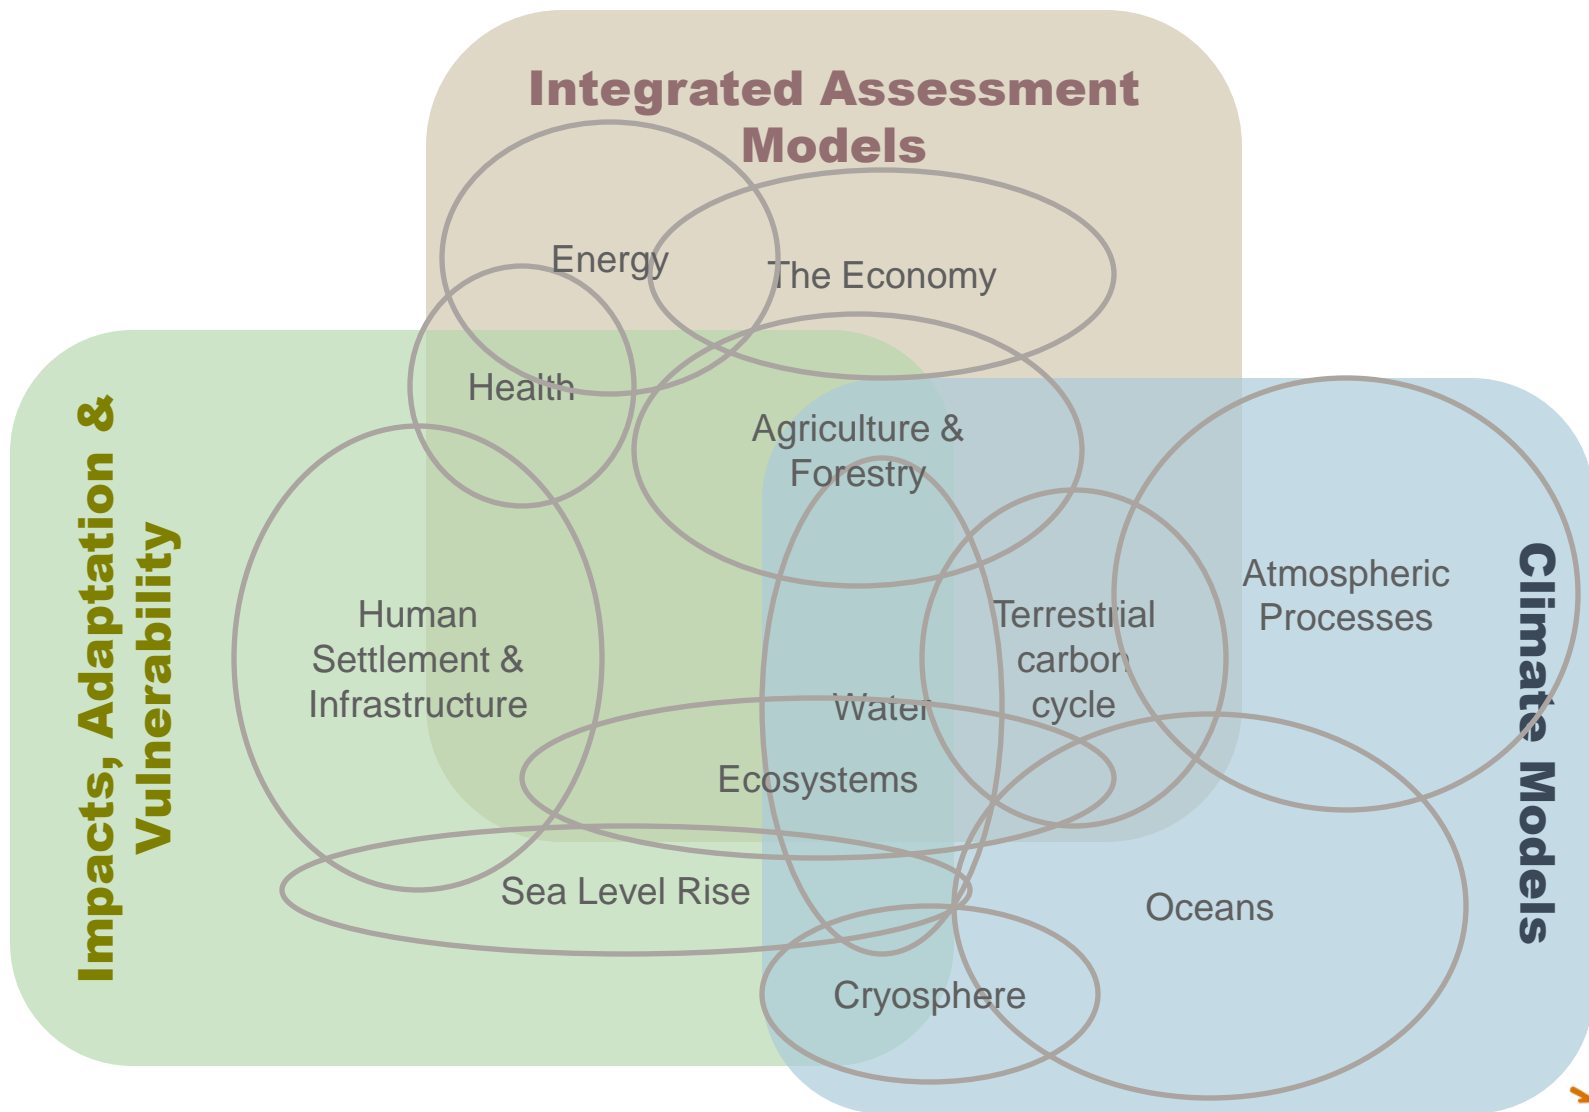 Integrated Assessment
Models
Energy
The Economy
Health
Agriculture &
Forestry
Impacts, Adaptation &
Vulnerability
Human
Settlement &
Infrastructure
Terrestrial
carbon
cycle
Atmospheric
Processes
Climate Models
Water
Ecosystems
Sea Level Rise
Oceans
Cryosphere